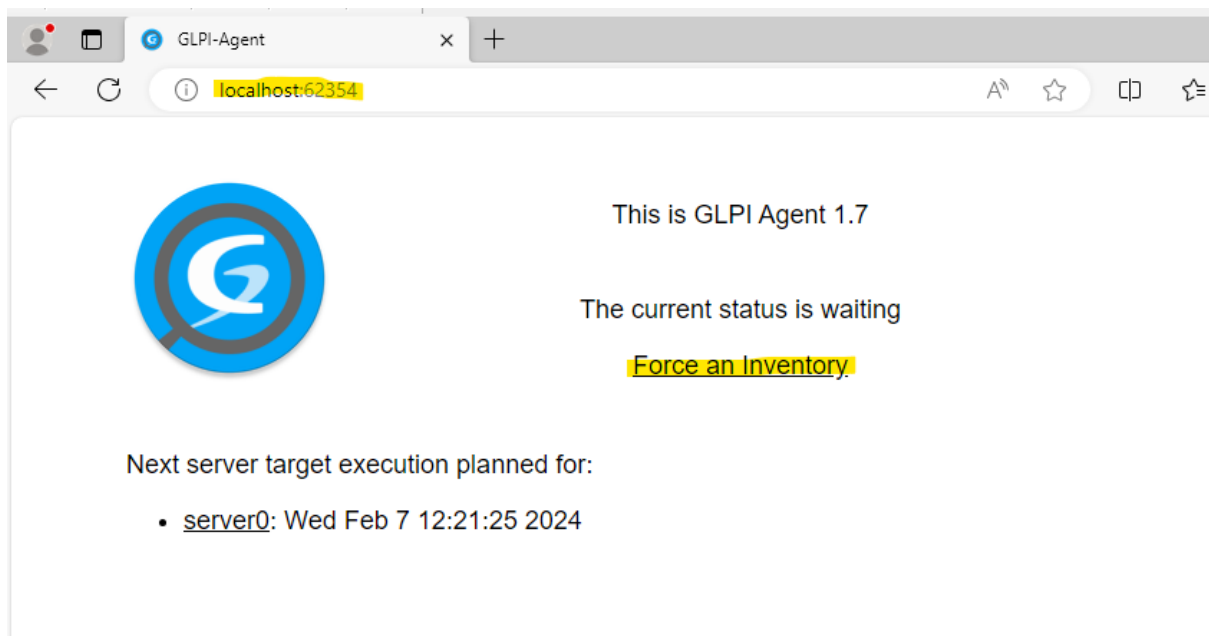 GLPI-Agent
localhost:62354
This is GLPI Agent 1.7
The current status is waiting
Force an Inventory
Next server target execution planned for:
• server0: Wed Feb 7 12:21:25 2024